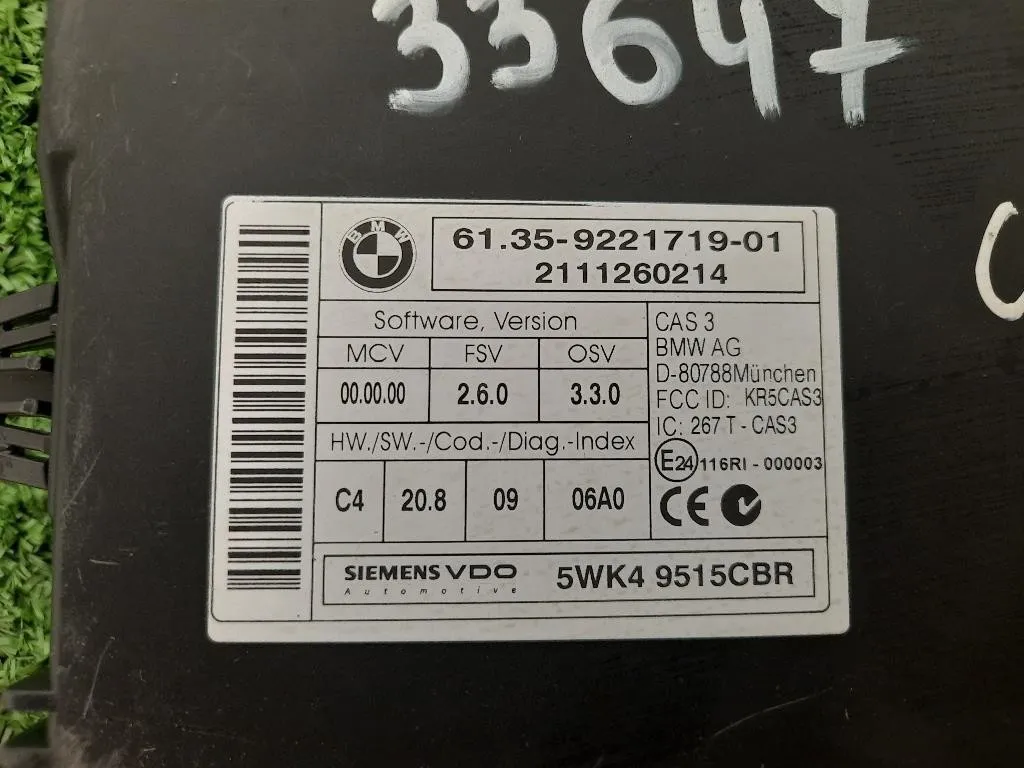 33647
BMW
61.35-9221719-01
2111260214
Software, Version
MCV FSV OSV
00.00.00 2.6.0 3.3.0
HW./SW.-/Cod.-/Diag.-Index
C4 20.8 09 06A0
CAS 3
BMW AG
D-80788München
FCC ID: KR5CAS3
IC: 267 T - CAS3
E24 116RI - 000003
CE
SIEMENS VDO
Automotive
5WK4 9515CBR